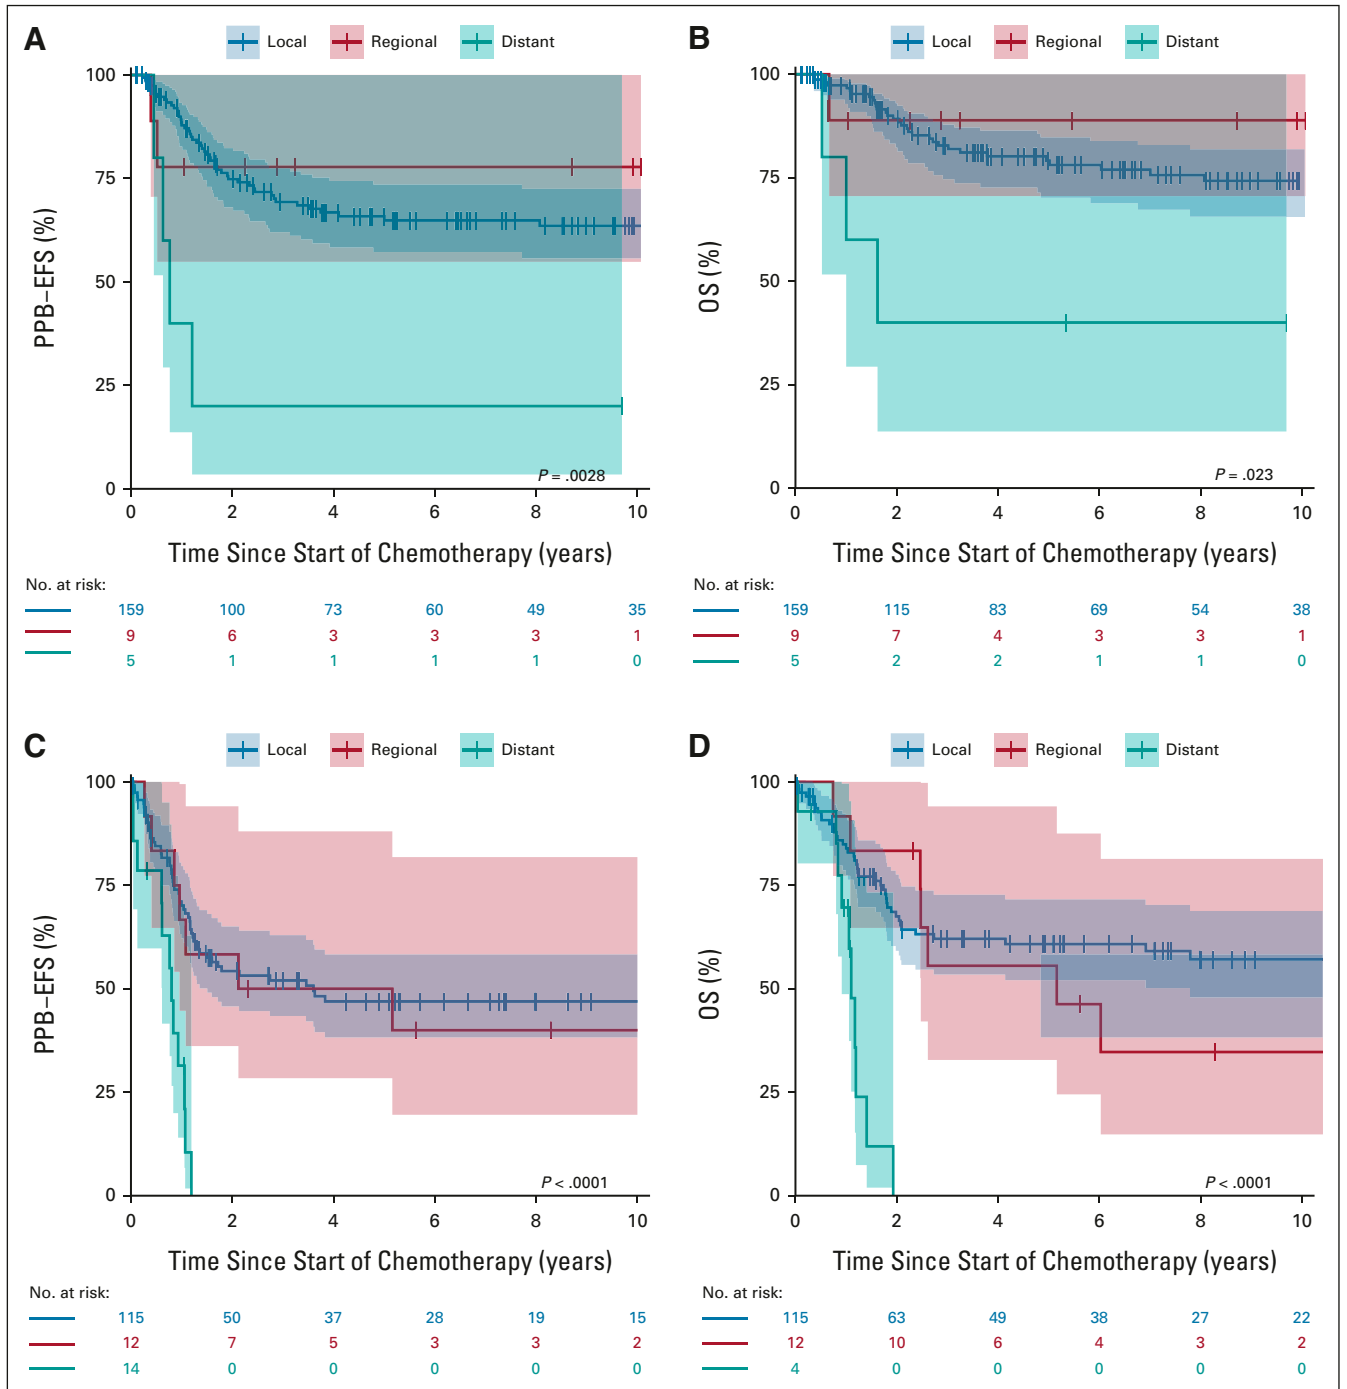 A
Local Regional Distant
100
75
50
25
0
PPB–EFS (%)
P = .0028
0 2 4 6 8 10
Time Since Start of Chemotherapy (years)
No. at risk:
159 100 73 60 49 35
9 6 3 3 3 1
5 1 1 1 1 0
B
Local Regional Distant
100
75
50
25
0
OS (%)
P = .023
0 2 4 6 8 10
Time Since Start of Chemotherapy (years)
No. at risk:
159 115 83 69 54 38
9 7 4 3 3 1
5 2 2 1 1 0
C
Local Regional Distant
100
75
50
25
0
PPB–EFS (%)
P < .0001
0 2 4 6 8 10
Time Since Start of Chemotherapy (years)
No. at risk:
115 50 37 28 19 15
12 7 5 3 3 2
14 0 0 0 0 0
D
Local Regional Distant
100
75
50
25
0
OS (%)
P < .0001
0 2 4 6 8 10
Time Since Start of Chemotherapy (years)
No. at risk:
115 63 49 38 27 22
12 10 6 4 3 2
4 0 0 0 0 0